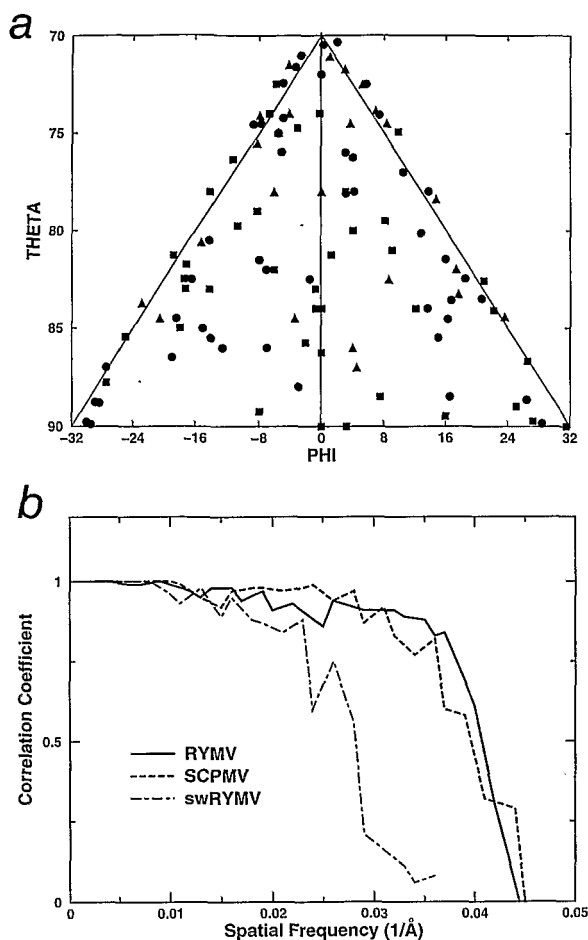 a
70
75
80
85
90
THETA
−32 −24 −16 −8 0 8 16 24 32
PHI
b
1
0.5
0
Correlation Coefficient
RYMV
SCPMV
swRYMV
0 0.01 0.02 0.03 0.04 0.05
Spatial Frequency (1/Å)